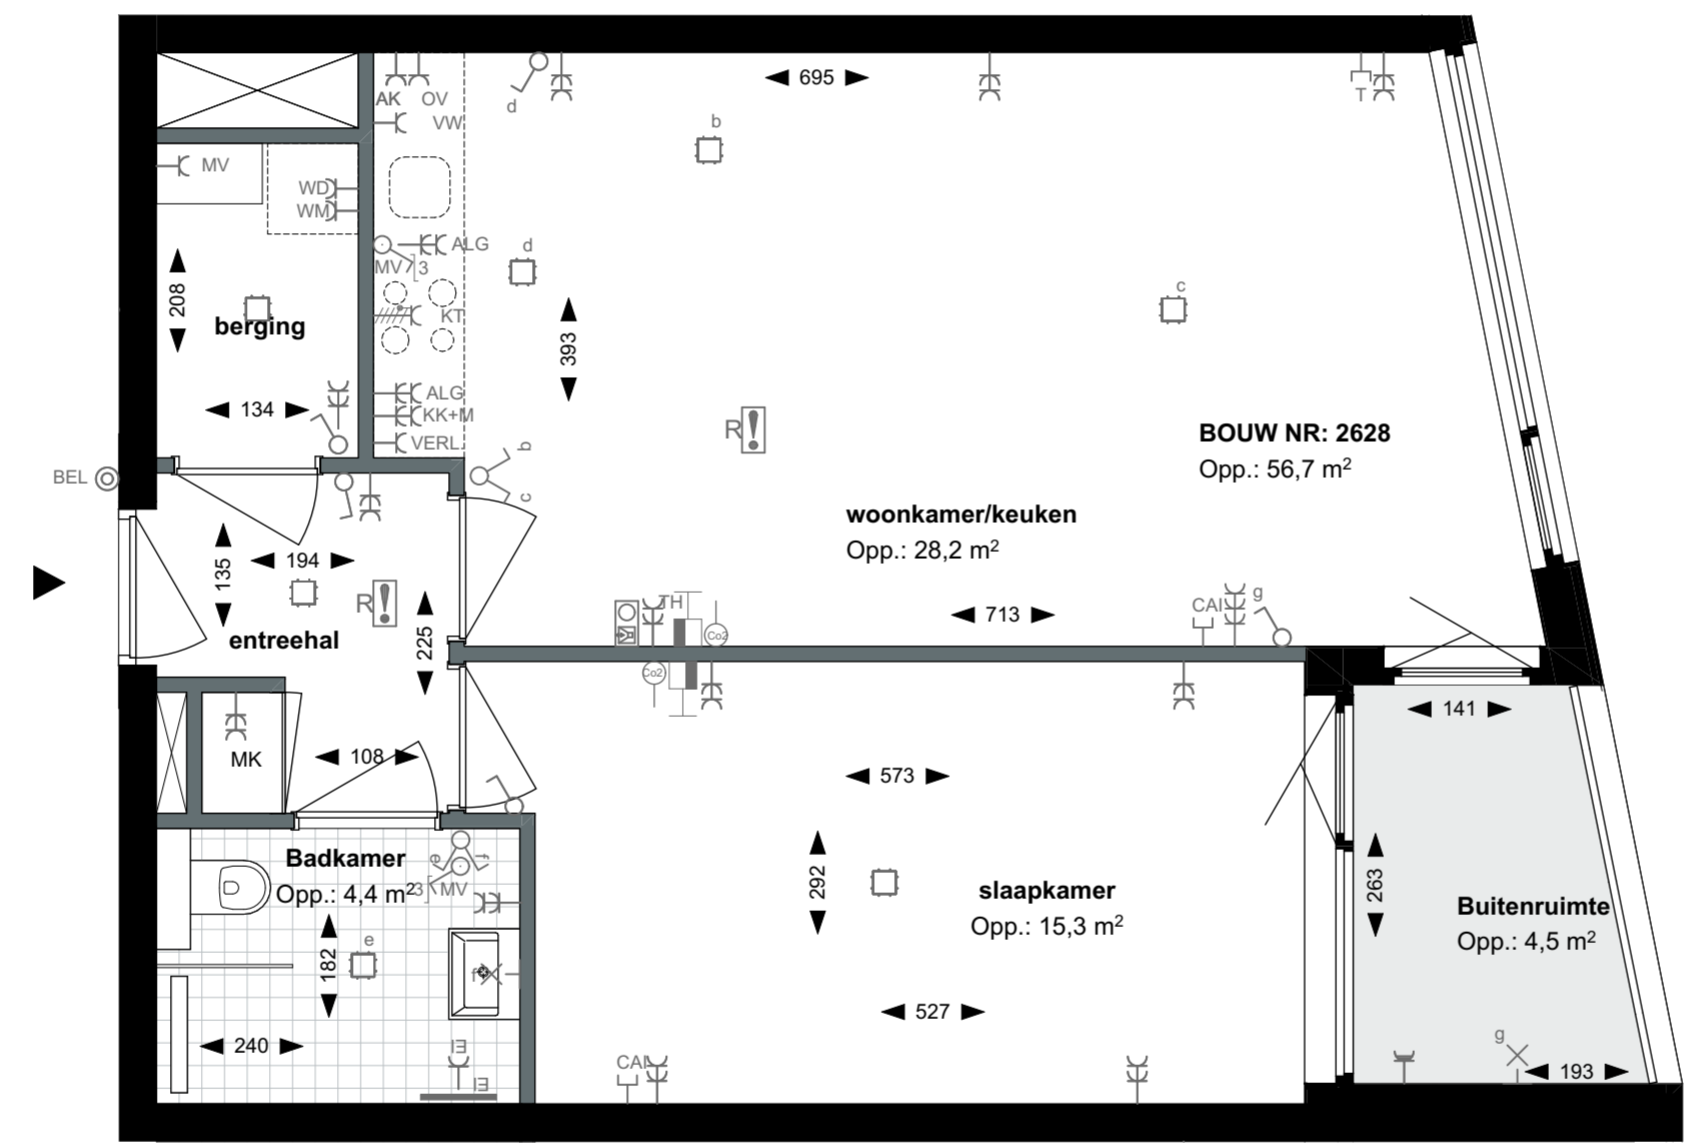 695
AK OV
VW
d
T
b
MV
WD
WM
ALG
d
MV 3
208
berging
KT
c
393
134
ALG
KK+M
VERL.
R!
BOUW NR: 2628
Opp.: 56,7 m²
BEL
b
c
woonkamer/keuken
Opp.: 28,2 m²
135
194
R!
entreehal
225
TH
Co2
713
CAI
g
Co2
MK
108
141
573
Badkamer
Opp.: 4,4 m²
e
f
3
MV
292
slaapkamer
Opp.: 15,3 m²
263
Buitenruimte
Opp.: 4,5 m²
e
182
f
527
240
CAI
g
193